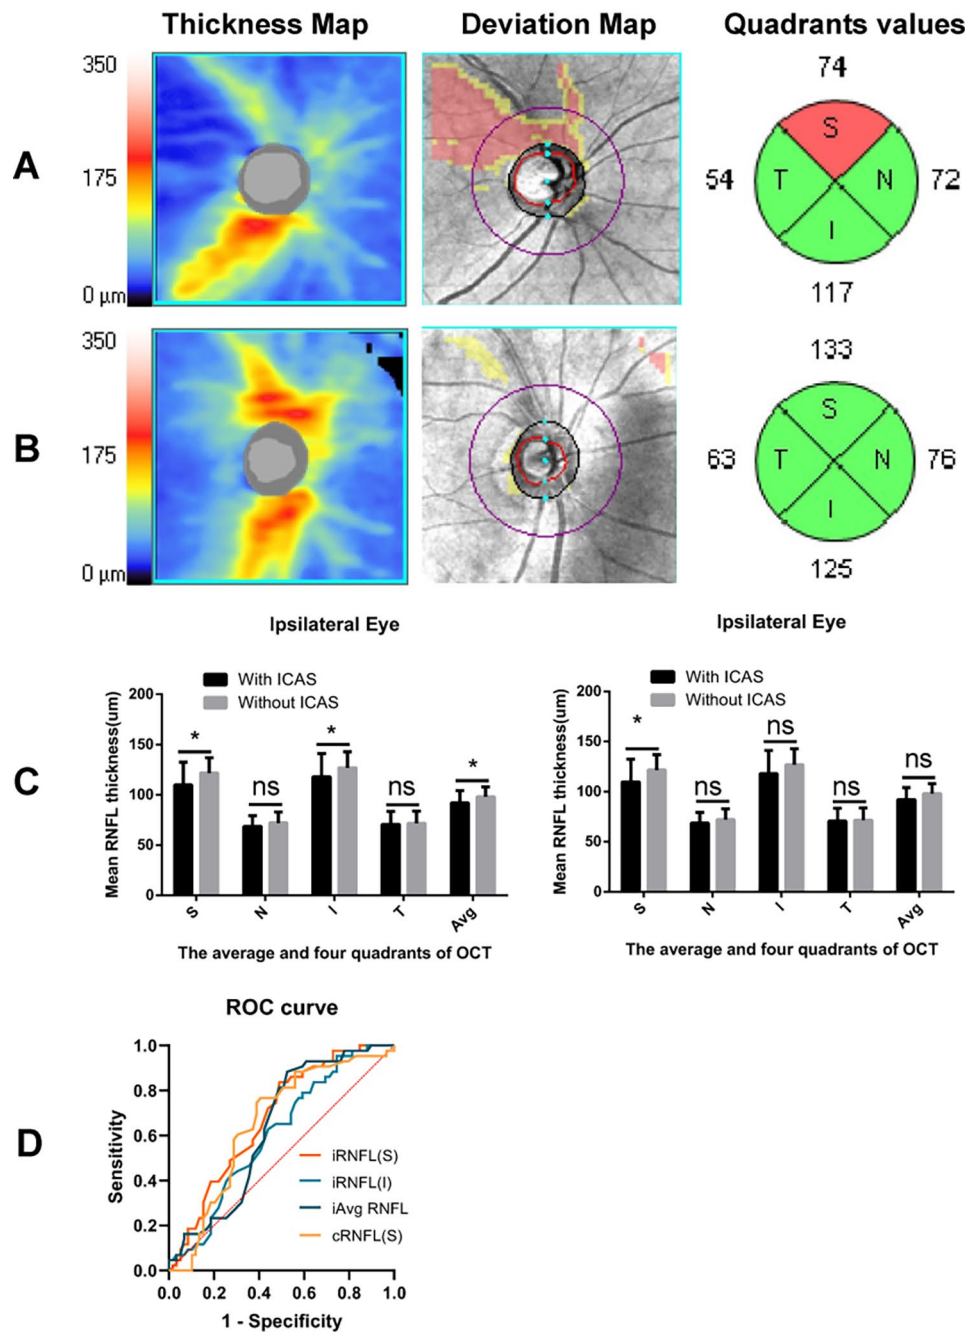 Thickness Map
Deviation Map
Quadrants values
A
350
175
0 μm
74
S
54
T
N
72
I
117
B
350
175
0 μm
133
S
63
T
N
76
I
125
C
Ipsilateral Eye
With ICAS
Without ICAS
Mean RNFL thickness(um)
200
150
100
50
0
*
ns
*
ns
*
S
N
I
T
Avg
The average and four quadrants of OCT
Ipsilateral Eye
With ICAS
Without ICAS
Mean RNFL thickness(um)
200
150
100
50
0
*
ns
ns
ns
ns
S
N
I
T
Avg
The average and four quadrants of OCT
D
ROC curve
Sensitivity
1.0
0.8
0.6
0.4
0.2
0.0
iRNFL(S)
iRNFL(I)
iAvg RNFL
cRNFL(S)
0.0 0.2 0.4 0.6 0.8 1.0
1 - Specificity